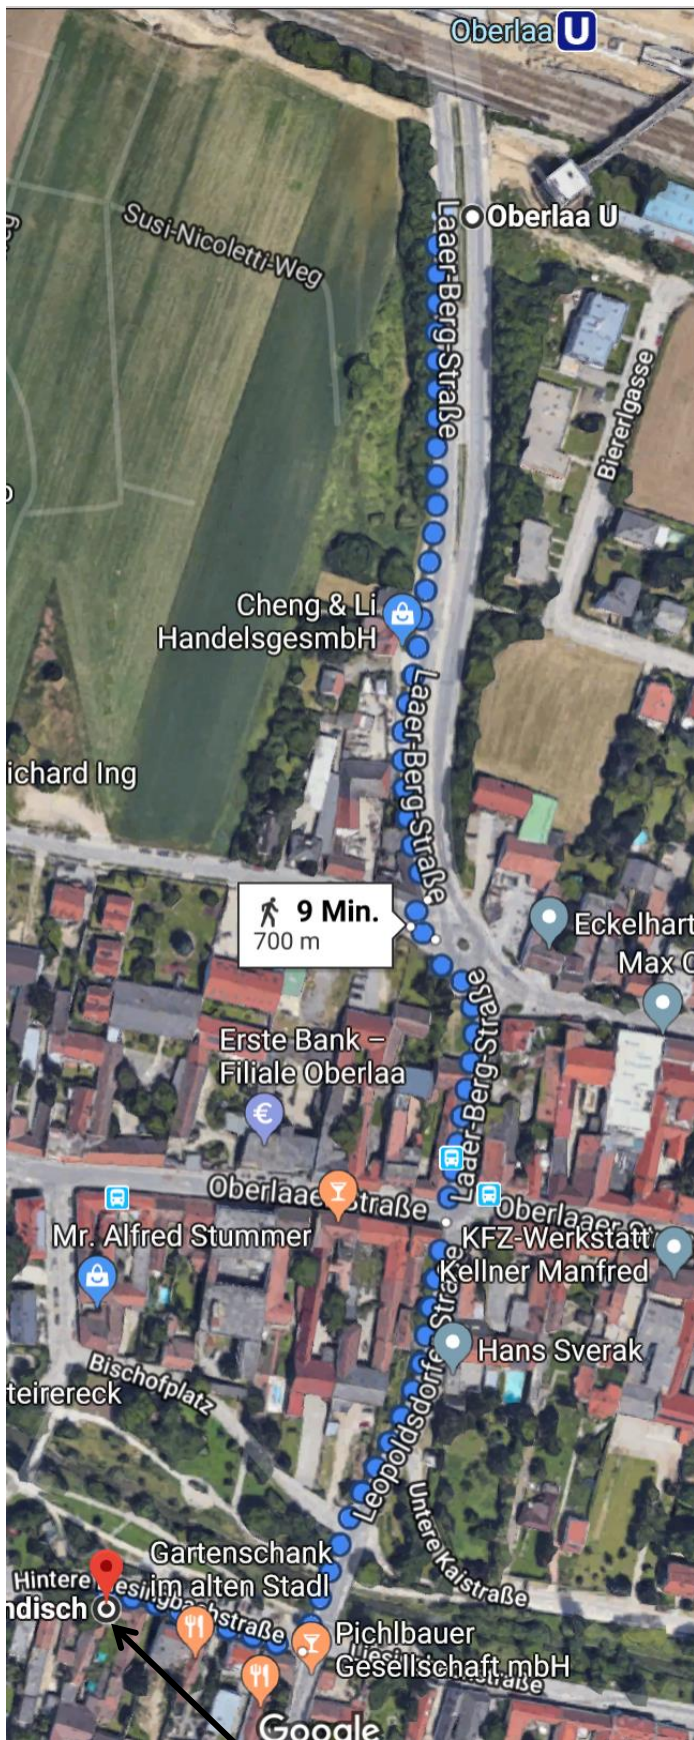 Oberlaa U
Susi-Nicoletti-Weg
Oberlaa U
Laaer-Berg-Straße
Biererlgasse
Cheng & Li
HandelsgesmbH
Laaer-Berg-Straße
ichard Ing
9 Min.
700 m
Eckelhart
Max
Laaer-Berg-Straße
Erste Bank –
Filiale Oberlaa
€
Oberlaaer Straße
Oberlaaer
Mr. Alfred Stummer
KFZ-Werkstatt
Kellner Manfred
Leopoldsdorfer Straße
Hans Sverak
Bischofplatz
teirereck
Untere Kaistraße
Gartenschank
im alten Stadl
Hintere Liesingbachstraße
ndisch
Pichlbauer
Gesellschaft mbH
Google